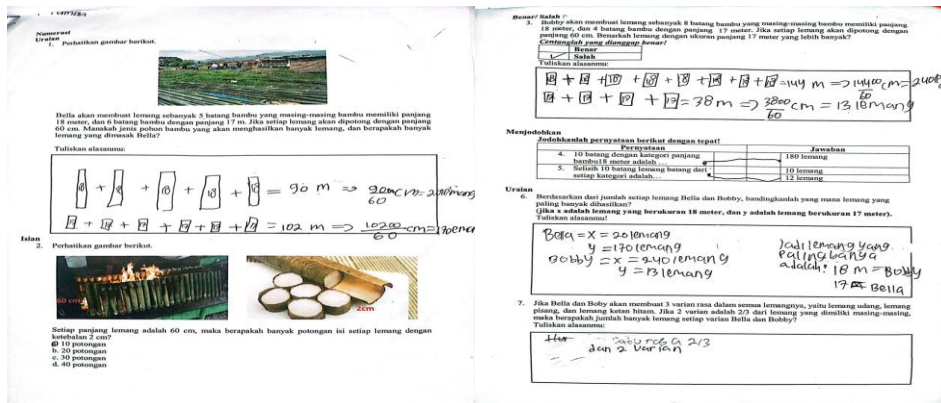 Numerasi
Uraian
1. Perhatikan gambar berikut.
Bella akan membuat lemang sebanyak 5 batang bambu yang masing-masing bambu memiliki panjang
18 meter, dan 6 batang bambu dengan panjang 17 m. Jika setiap lemang akan dipotong dengan panjang
60 cm. Manakah jenis pohon bambu yang akan menghasilkan banyak lemang, dan berapakah banyak
lemang yang dimasak Bella?
Tuliskan alasanmu:
18 + 18 + 18 + 18 + 18 = 90 m =>
60
17 + 17 + 17 + 17 + 17 + 17 = 102 m => 10200 cm = 170 lemang
60
Isian
2. Perhatikan gambar berikut.
60 cm
2cm
Setiap panjang lemang adalah 60 cm, maka berapakah banyak potongan isi setiap lemang dengan
ketebalan 2 cm?
a. 10 potongan
b. 20 potongan
c. 30 potongan
d. 40 potongan
Benar/ Salah
3. Bobby akan membuat lemang sebanyak 8 batang bambu yang masing-masing bambu memiliki panjang
18 meter, dan 4 batang bambu dengan panjang 17 meter. Jika setiap lemang akan dipotong dengan
panjang 60 cm. Benarkah lemang dengan ukuran panjang 17 meter yang lebih banyak?
Centanglah yang dianggap benar!
Benar
✓ Salah
Tuliskan alasanmu:
18 + 18 + 18 + 18 + 18 + 18 + 18 + 18 = 144 m => 14400 cm = 240
60
17 + 17 + 17 + 17 = 38 m => 3800 cm = 13 lemang
60
Menjodohkan
Jodohkanlah pernyataan berikut dengan tepat!
Pernyataan Jawaban
4. 10 batang dengan kategori panjang 180 lemang
bambu18 meter adalah...
5. Selisih 10 batang lemang batang dari 10 lemang
setiap kategori adalah... 12 lemang
Uraian
6. Berdasarkan dari jumlah setiap lemang Bella dan Bobby, bandingkanlah yang mana lemang yang
paling banyak dihasilkan?
(jika x adalah lemang yang berukuran 18 meter, dan y adalah lemang berukuran 17 meter).
Tuliskan alasanmu!
Bella = x = 20 lemang
y = 170 lemang
Bobby = x = 240 lemang
y = 13 lemang
Jadi lemang yang
paling banya
adalah: 18 m = Bobby
17 = Bella
7. Jika Bella dan Boby akan membuat 3 varian rasa dalam semua lemangnya, yaitu lemang udang, lemang
pisang, dan lemang ketan hitam. Jika 2 varian adalah 2/3 dari lemang yang dimiliki masing-masing,
maka berapakah jumlah banyak lemang setiap varian Bella dan Bobby?
Tuliskan alasanmu:
satu rasa 2/3
dan 2 varian